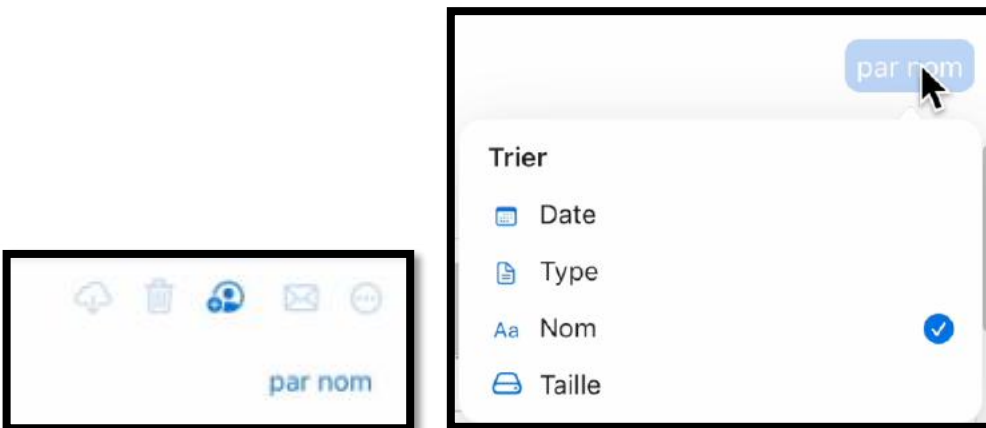 par nom
par nom
Trier
Date
Type
Aa Nom
Taille